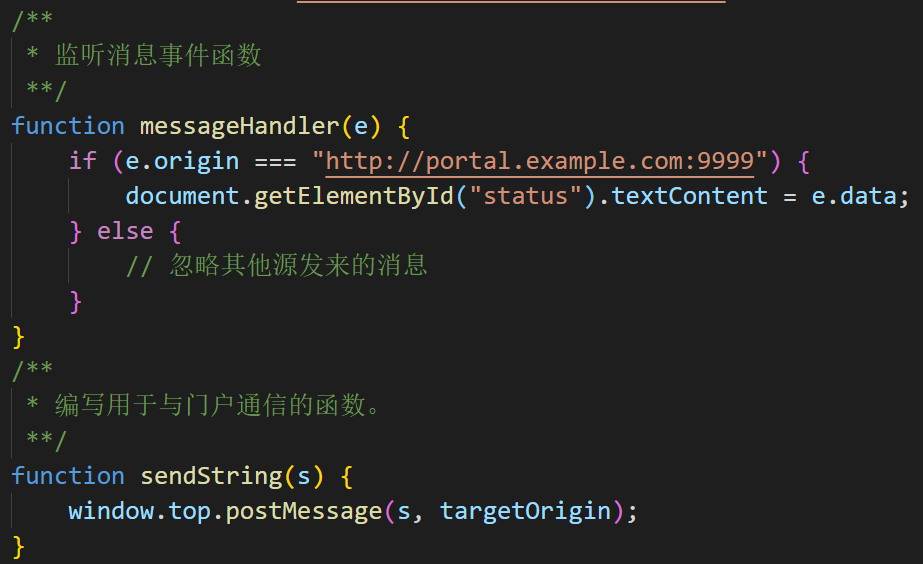 /**
 * 监听消息事件函数
 **/
function messageHandler(e) {
    if (e.origin === "http://portal.example.com:9999") {
        document.getElementById("status").textContent = e.data;
    } else {
        // 忽略其他源发来的消息
    }
}
/**
 * 编写用于与门户通信的函数。
 **/
function sendString(s) {
    window.top.postMessage(s, targetOrigin);
}